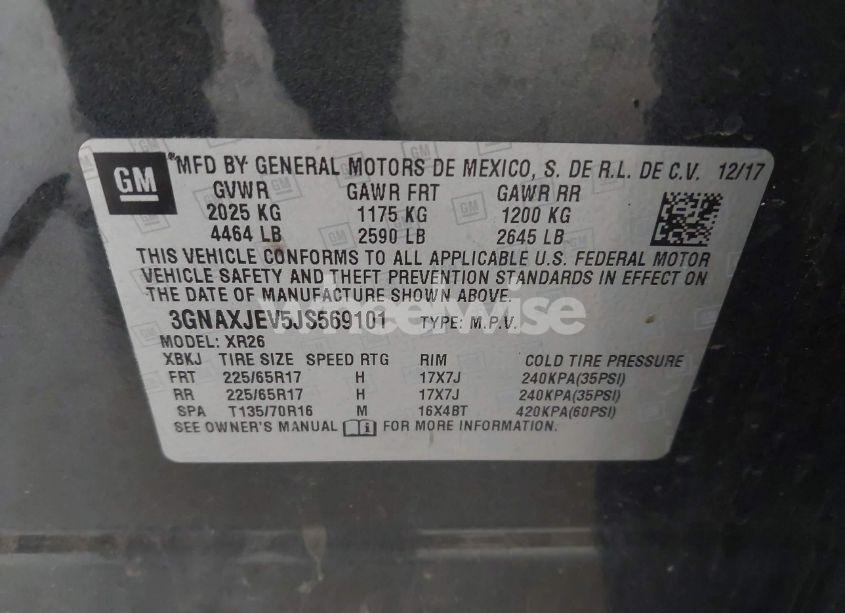 GM
*MFD BY GENERAL MOTORS DE MEXICO, S. DE R.L. DE C.V. 12/17
GVWR GAWR FRT GAWR RR
2025 KG 1175 KG 1200 KG
4464 LB 2590 LB 2645 LB
THIS VEHICLE CONFORMS TO ALL APPLICABLE U.S. FEDERAL MOTOR
VEHICLE SAFETY AND THEFT PREVENTION STANDARDS IN EFFECT ON
THE DATE OF MANUFACTURE SHOWN ABOVE.
3GNAXJEV5JS569101 TYPE: M.P.V.
MODEL: XR26
XBKJ TIRE SIZE SPEED RTG RIM COLD TIRE PRESSURE
FRT 225/65R17 H 17X7J 240KPA(35PSI)
RR 225/65R17 H 17X7J 240KPA(35PSI)
SPA T135/70R16 M 16X4BT 420KPA(60PSI)
SEE OWNER'S MANUAL FOR MORE INFORMATION.